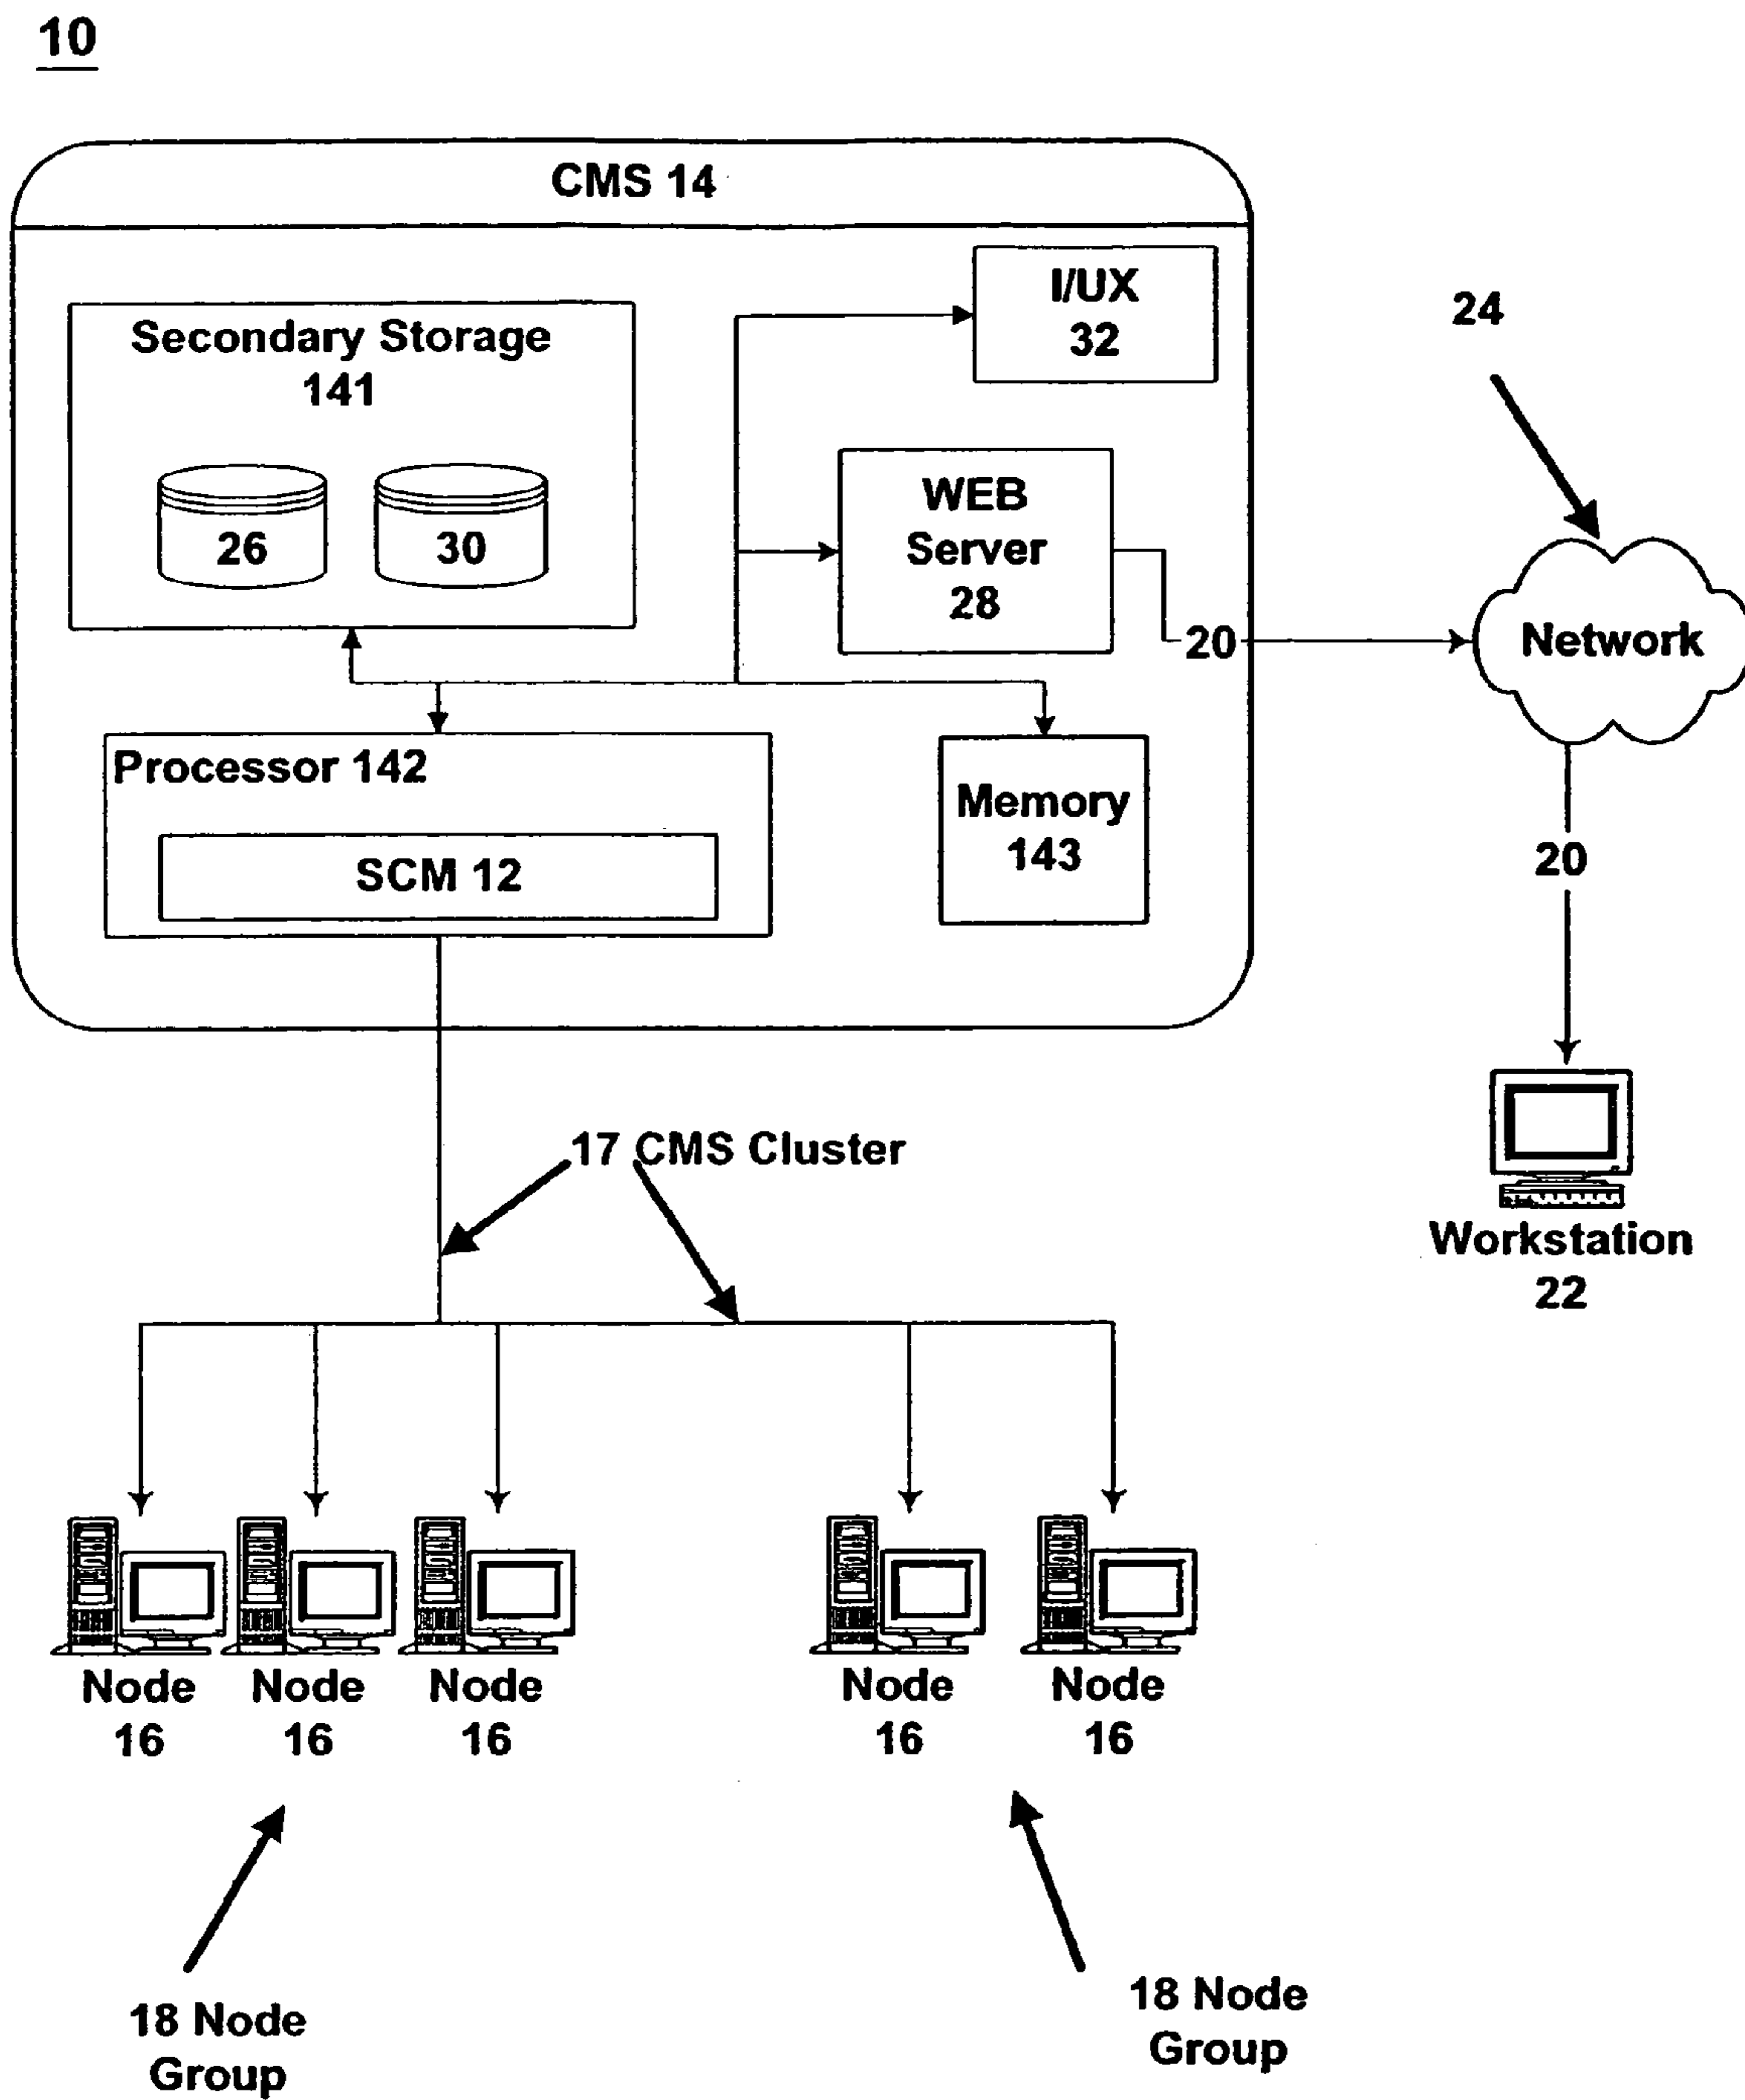 10
CMS 14
I/UX
32
Secondary Storage
141
26
30
WEB
Server
28
20
24
Network
Processor 142
SCM 12
Memory
143
20
Workstation
22
17 CMS Cluster
Node
16
Node
16
Node
16
Node
16
Node
16
18 Node
Group
18 Node
Group